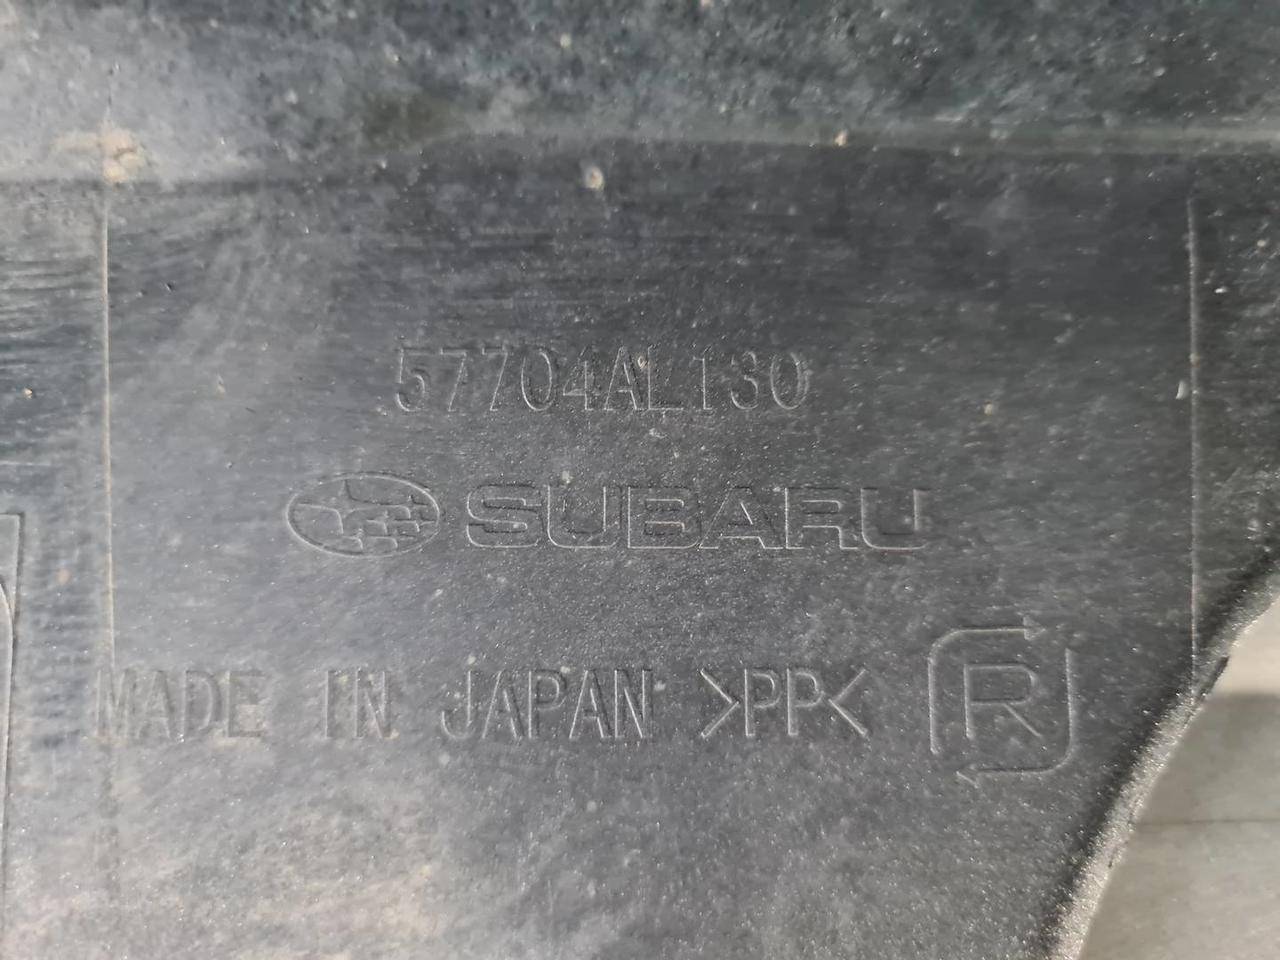 57704AL130
SUBARU
MADE IN JAPAN >PP<
R